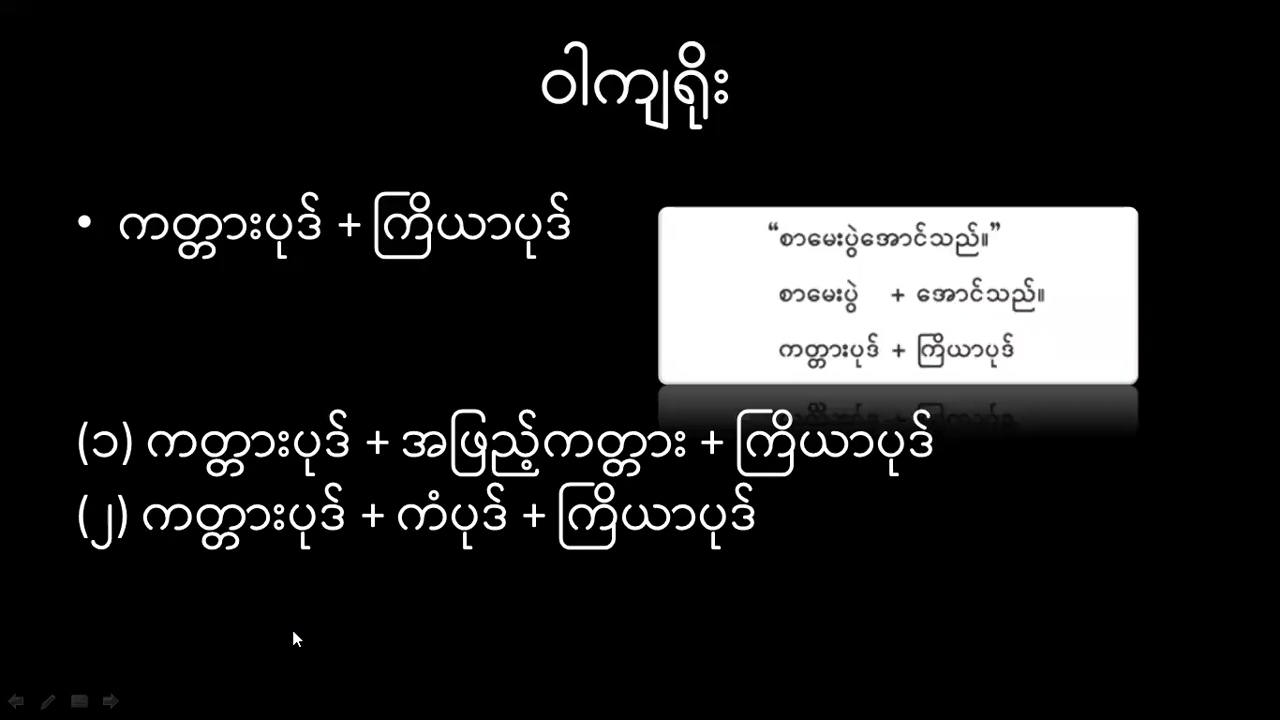 ဝါကျရိုး
• ကတ္တားပုဒ် + ကြိယာပုဒ်
“စာမေးပွဲအောင်သည်။”
စာမေးပွဲ + အောင်သည်။
ကတ္တားပုဒ် + ကြိယာပုဒ်
(၁) ကတ္တားပုဒ် + အဖြည့်ကတ္တား + ကြိယာပုဒ်
(၂) ကတ္တားပုဒ် + ကံပုဒ် + ကြိယာပုဒ်